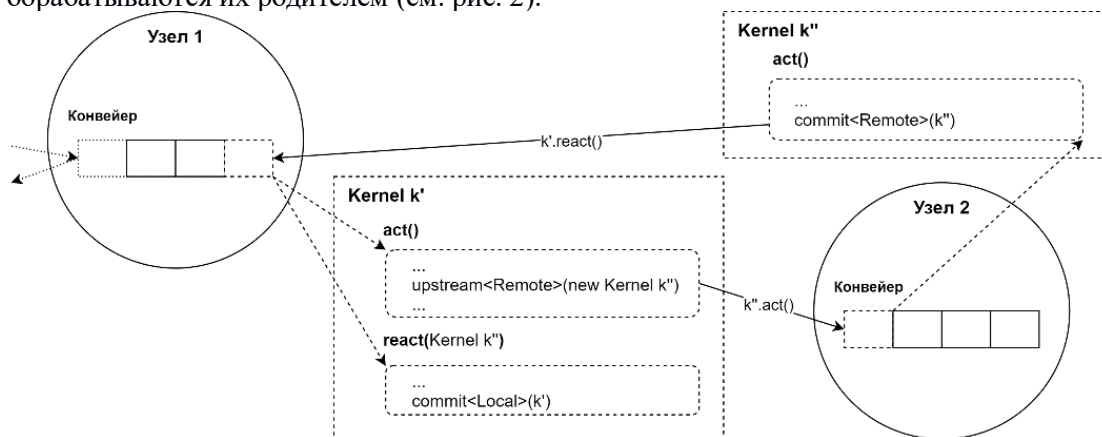 обрабатываются их родителем (см. рис. 2).
Узел 1
Конвейер
Kernel k"
act()
...
commit<Remote>(k")
k'.react()
Kernel k'
act()
...
upstream<Remote>(new Kernel k")
...
react(Kernel k")
...
commit<Local>(k')
k".act()
Узел 2
Конвейер